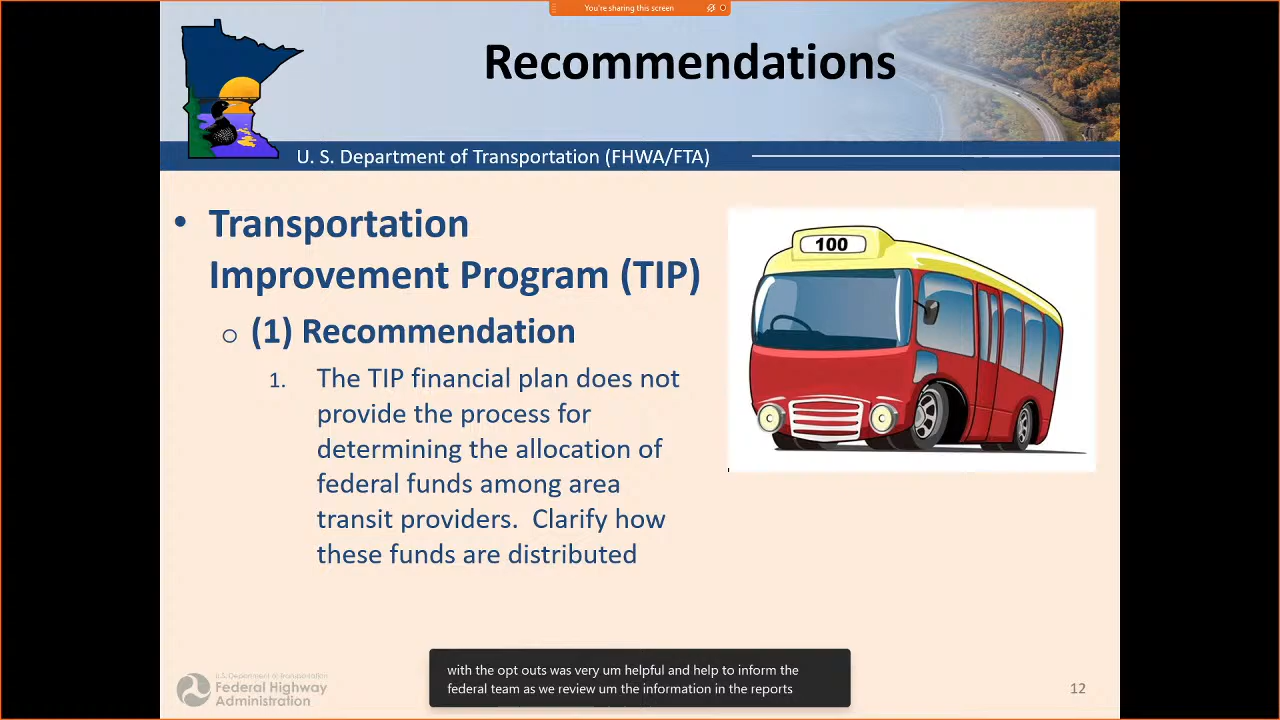 You're sharing this screen
Recommendations
U. S. Department of Transportation (FHWA/FTA)
• Transportation
Improvement Program (TIP)
o (1) Recommendation
1. The TIP financial plan does not
provide the process for
determining the allocation of
federal funds among area
transit providers. Clarify how
these funds are distributed
100
with the opt outs was very um helpful and help to inform the
federal team as we review um the information in the reports
U.S. Department of Transportation
Federal Highway
Administration
12